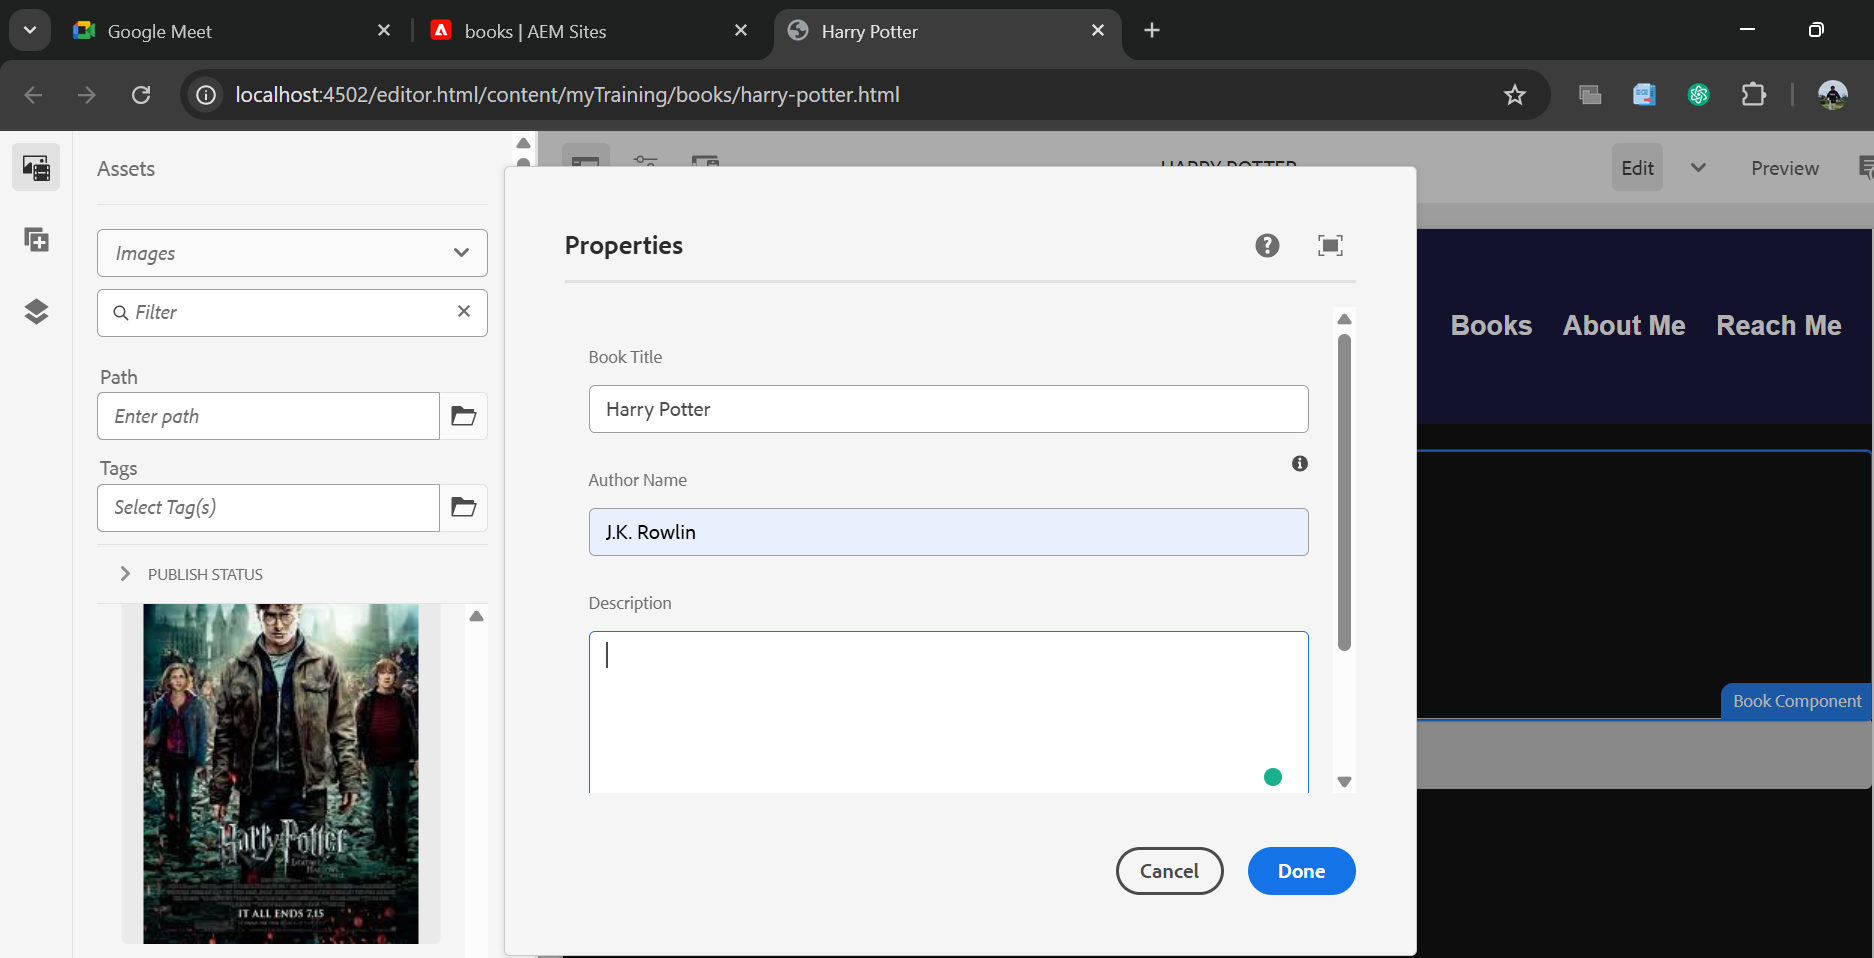 Google Meet
books | AEM Sites
Harry Potter
localhost:4502/editor.html/content/myTraining/books/harry-potter.html
Assets
Images
Filter
Path
Enter path
Tags
Select Tag(s)
PUBLISH STATUS
Harry Potter
IT ALL ENDS 7.15
HARRY POTTER
Edit
Preview
Books
About Me
Reach Me
Book Component
Properties
Book Title
Harry Potter
Author Name
J.K. Rowlin
Description
Cancel
Done